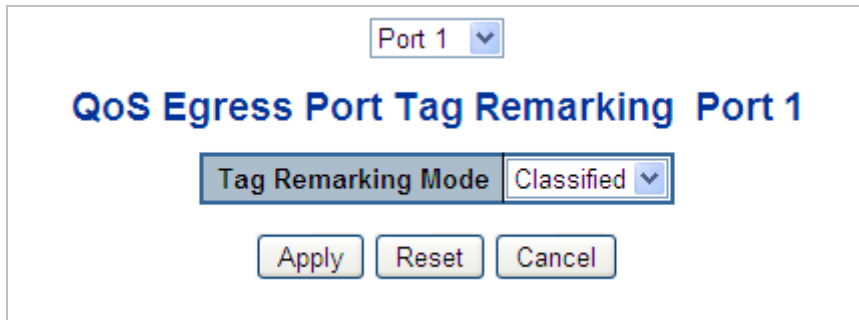 Port 1
QoS Egress Port Tag Remarking Port 1
Tag Remarking Mode Classified
Apply Reset Cancel